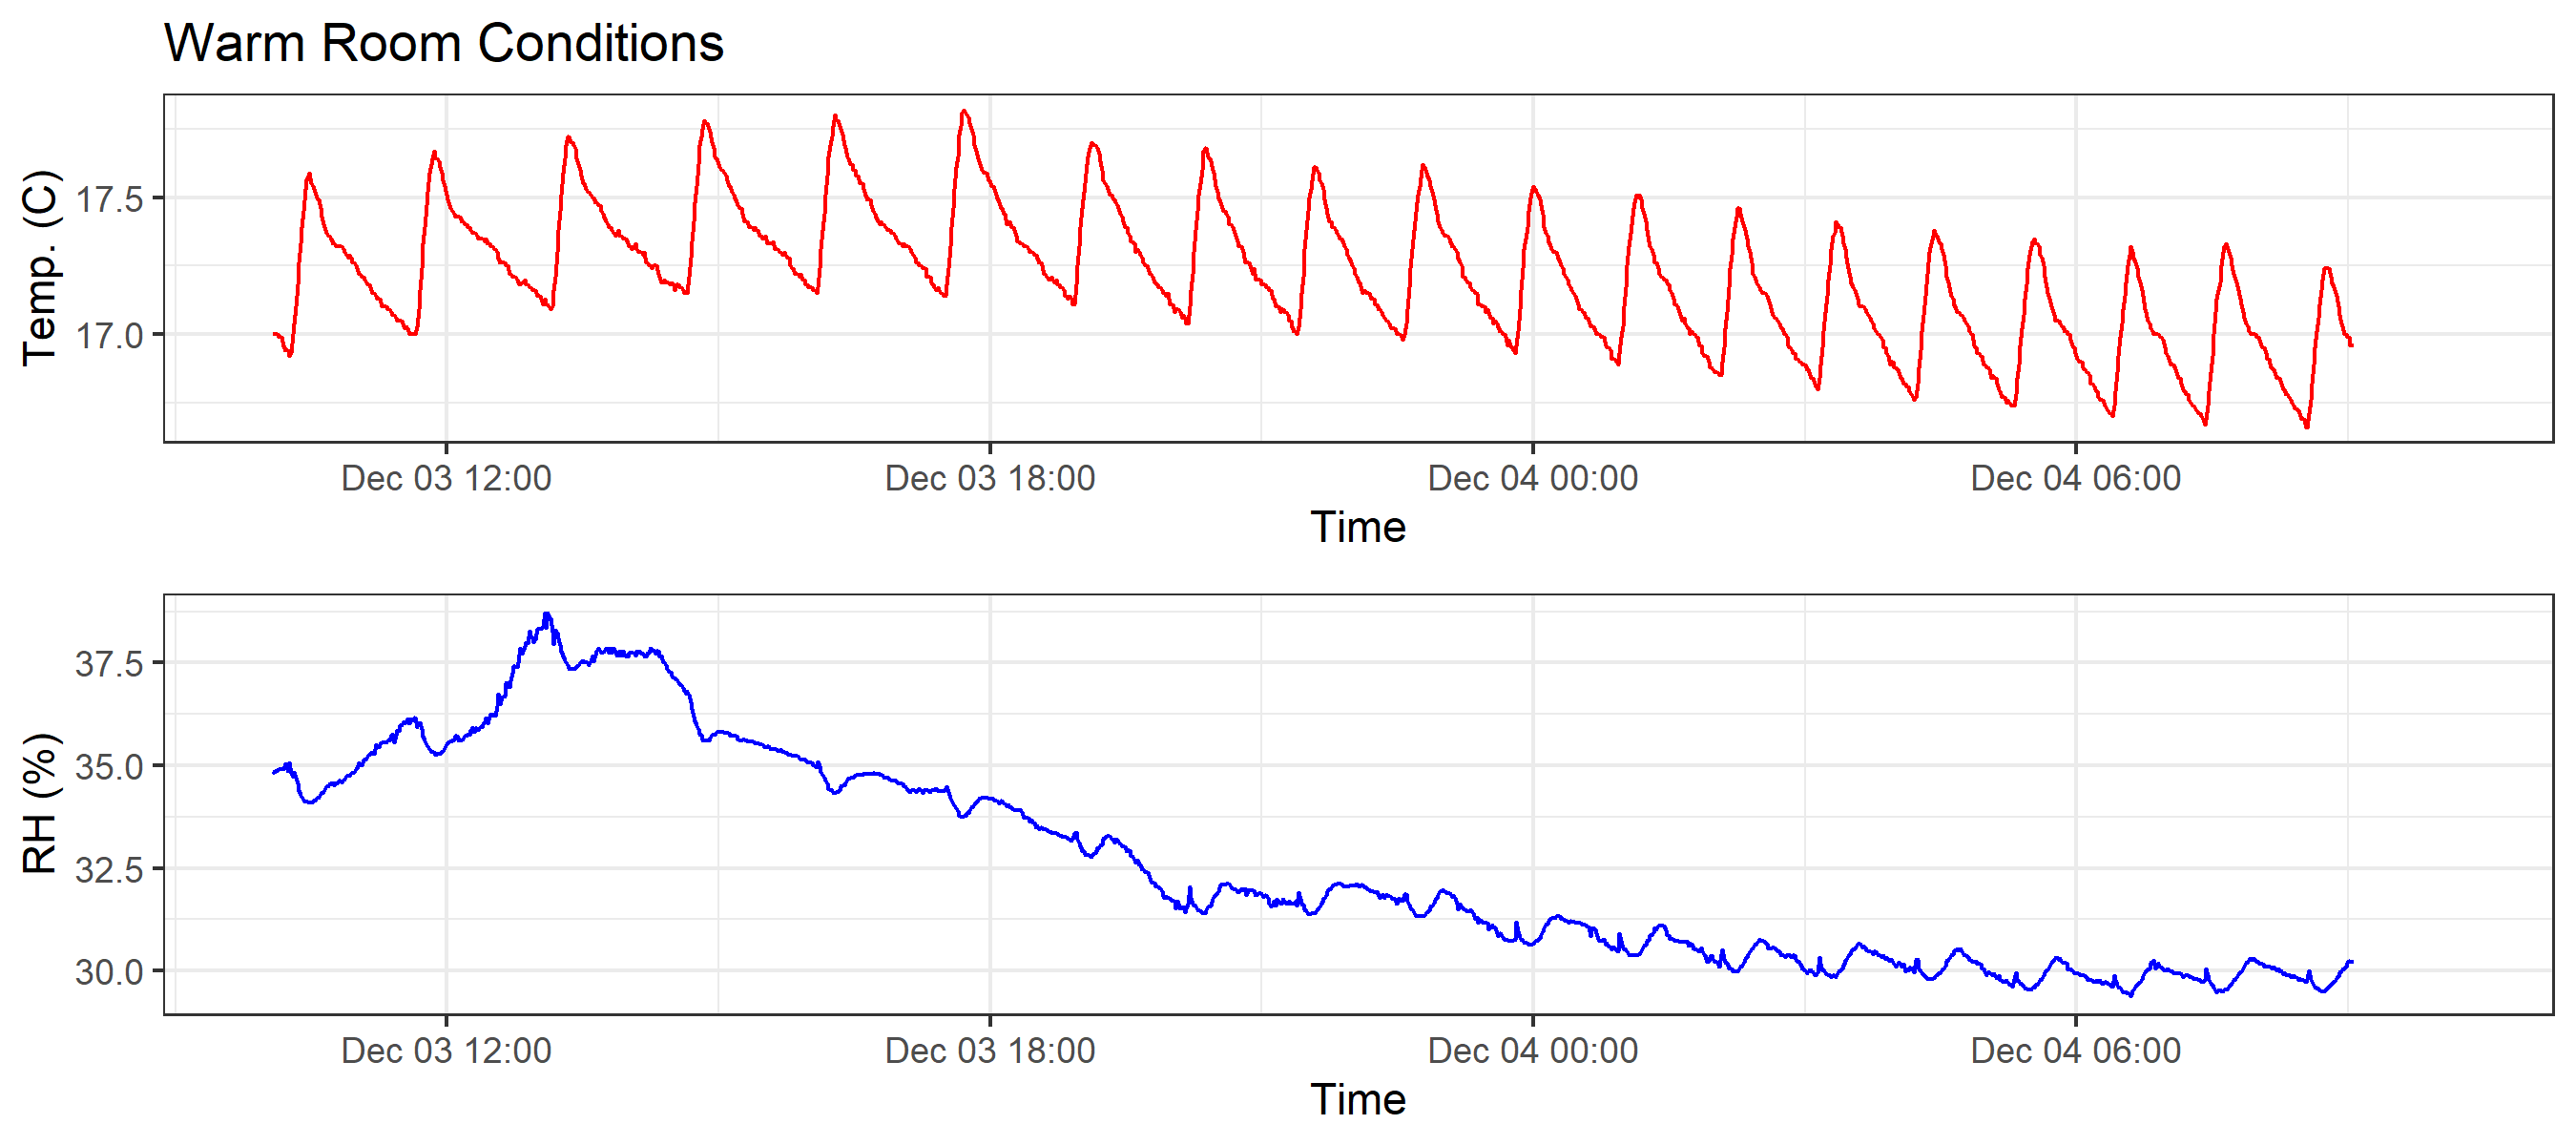 Warm Room Conditions
Temp. (C)
17.5
17.0
Dec 03 12:00 Dec 03 18:00 Dec 04 00:00 Dec 04 06:00
Time
RH (%)
37.5
35.0
32.5
30.0
Dec 03 12:00 Dec 03 18:00 Dec 04 00:00 Dec 04 06:00
Time